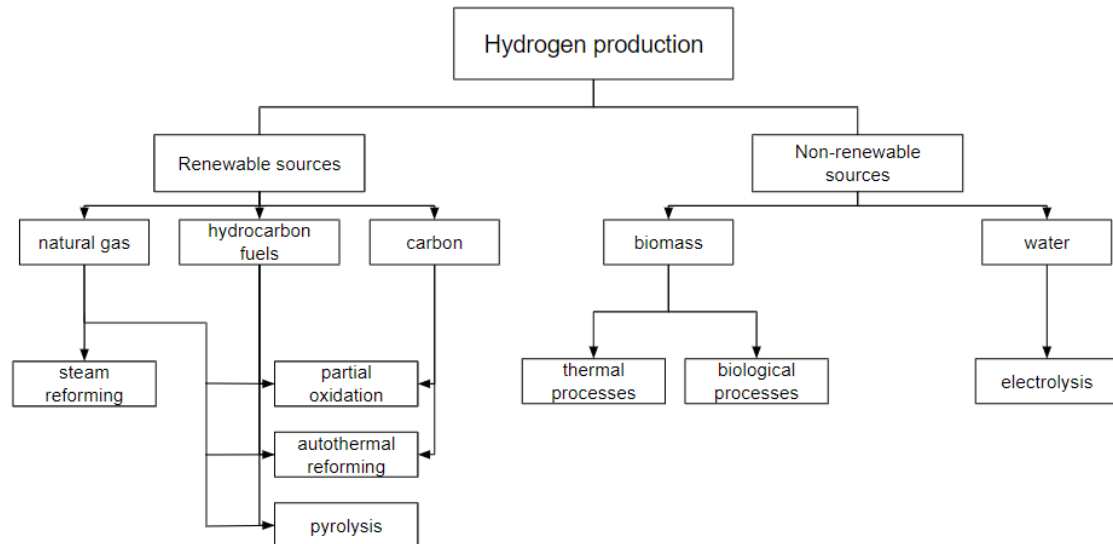 Hydrogen production
Renewable sources
Non-renewable
sources
natural gas
hydrocarbon
fuels
carbon
biomass
water
steam
reforming
partial
oxidation
thermal
processes
biological
processes
electrolysis
autothermal
reforming
pyrolysis